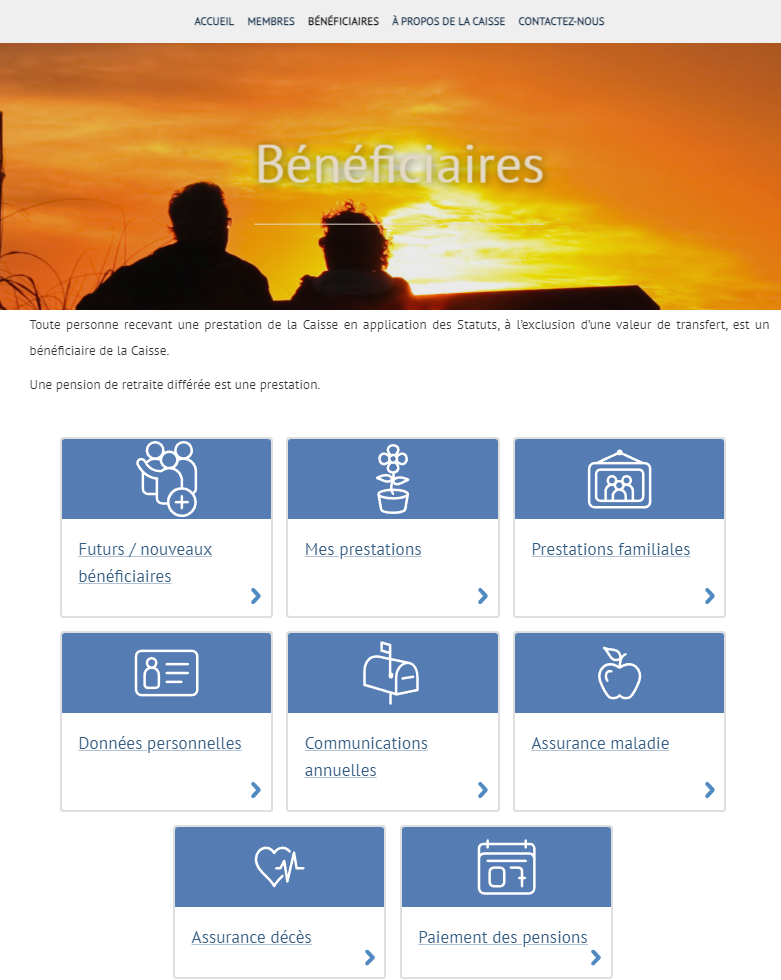 ACCUEIL MEMBRES BÉNÉFICIAIRES À PROPOS DE LA CAISSE CONTACTEZ-NOUS
Bénéficiaires
Toute personne recevant une prestation de la Caisse en application des Statuts, à l'exclusion d'une valeur de transfert, est un
bénéficiaire de la Caisse.
Une pension de retraite différée est une prestation.
Futurs / nouveaux
bénéficiaires
Mes prestations
Prestations familiales
Données personnelles
Communications
annuelles
Assurance maladie
07
Assurance décès
Paiement des pensions